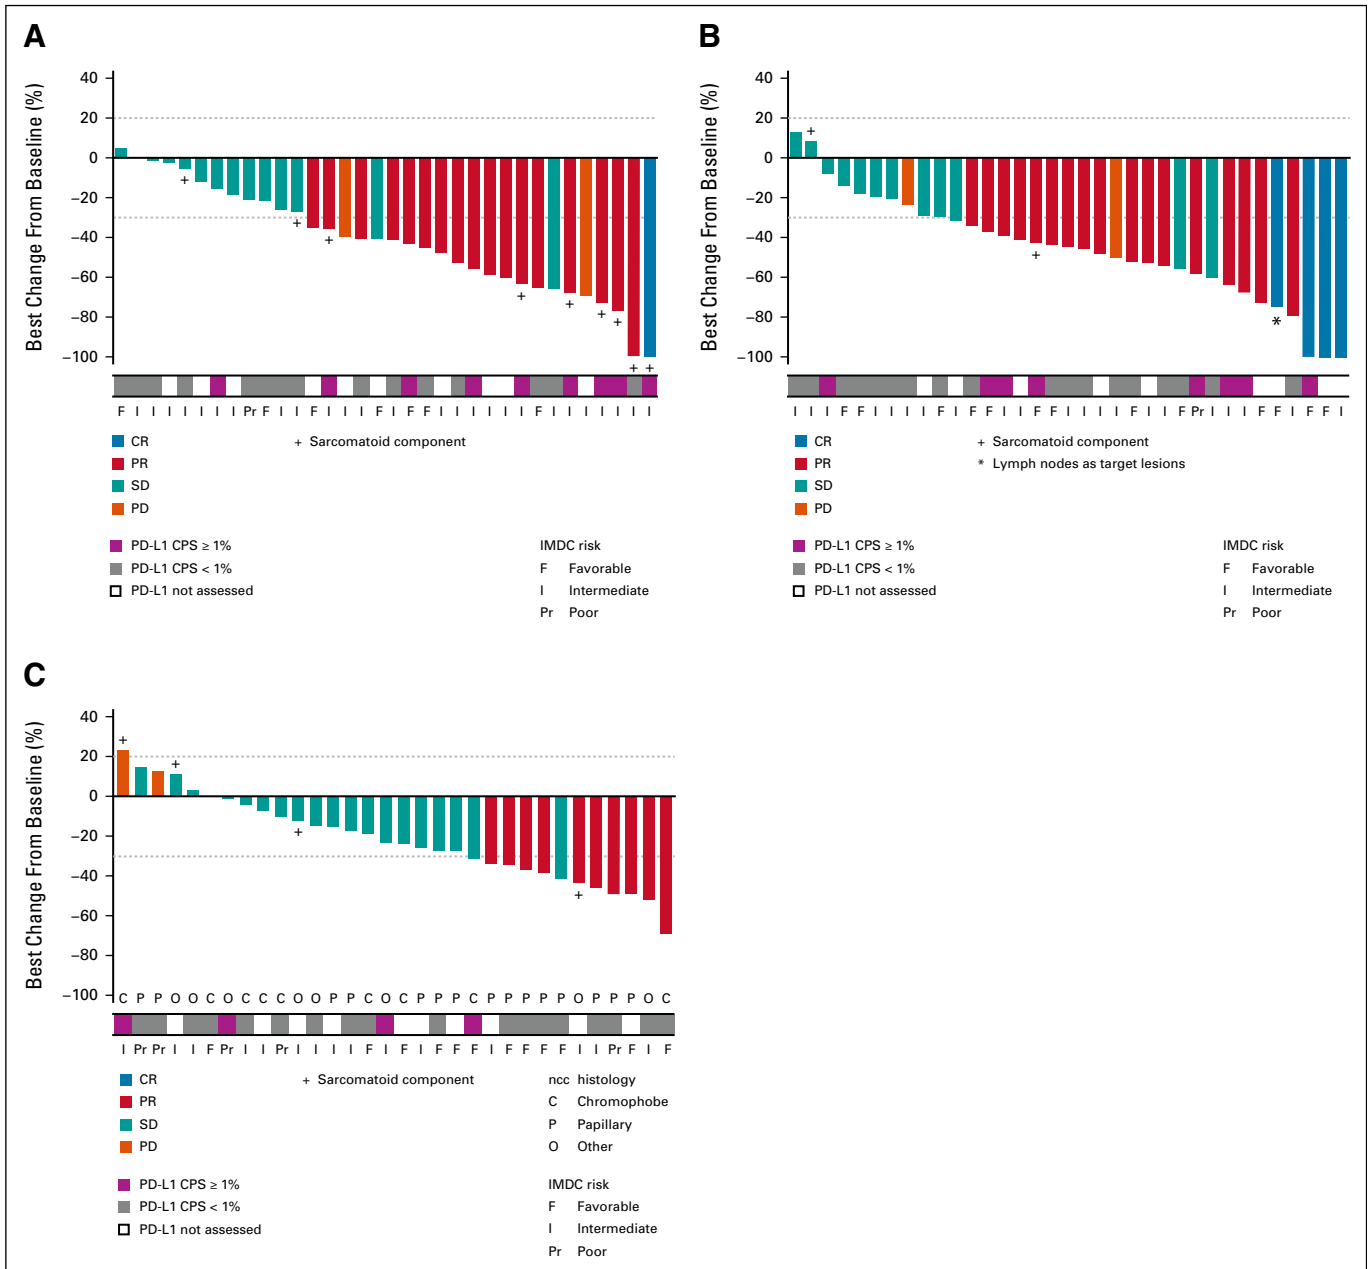 A
Best Change From Baseline (%)
40
20
0
−20
−40
−60
−80
−100
+ + + + + + + + +
F I I I I I I I Pr F I I F I I I F I F F I I I I I I F I I I I I I I
CR
PR
SD
PD
+ Sarcomatoid component
PD-L1 CPS ≥ 1%
PD-L1 CPS < 1%
PD-L1 not assessed
IMDC risk
F Favorable
I Intermediate
Pr Poor
B
Best Change From Baseline (%)
40
20
0
−20
−40
−60
−80
−100
+ + *
I I I F F I I I I F I F F I I F F I I I I F I I F Pr I I I F F I F F I
CR
PR
SD
PD
+ Sarcomatoid component
* Lymph nodes as target lesions
PD-L1 CPS ≥ 1%
PD-L1 CPS < 1%
PD-L1 not assessed
IMDC risk
F Favorable
I Intermediate
Pr Poor
C
Best Change From Baseline (%)
40
20
0
−20
−40
−60
−80
−100
+ + + +
C P P O O C O C C C O O P P C O C P P P C P P P P P O P P P O C
I Pr Pr I I F Pr I I Pr I I I I F I F I F F F I F F F F I I Pr F I F
CR
PR
SD
PD
+ Sarcomatoid component
ncc histology
C Chromophobe
P Papillary
O Other
PD-L1 CPS ≥ 1%
PD-L1 CPS < 1%
PD-L1 not assessed
IMDC risk
F Favorable
I Intermediate
Pr Poor